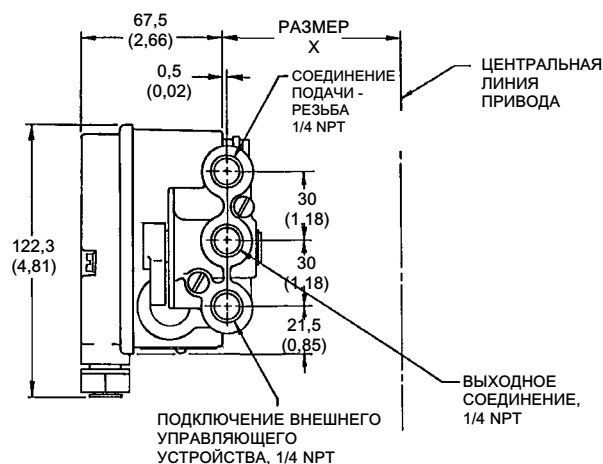 67,5
(2,66)
РАЗМЕР
X
0,5
(0,02)
СОЕДИНЕНИЕ
ПОДАЧИ -
РЕЗЬБА
1/4 NPT
ЦЕНТРАЛЬНАЯ
ЛИНИЯ
ПРИВОДА
122,3
(4,81)
30
(1,18)
30
(1,18)
21,5
(0,85)
ВЫХОДНОЕ
СОЕДИНЕНИЕ,
1/4 NPT
ПОДКЛЮЧЕНИЕ ВНЕШНЕГО
УПРАВЛЯЮЩЕГО
УСТРОЙСТВА, 1/4 NPT